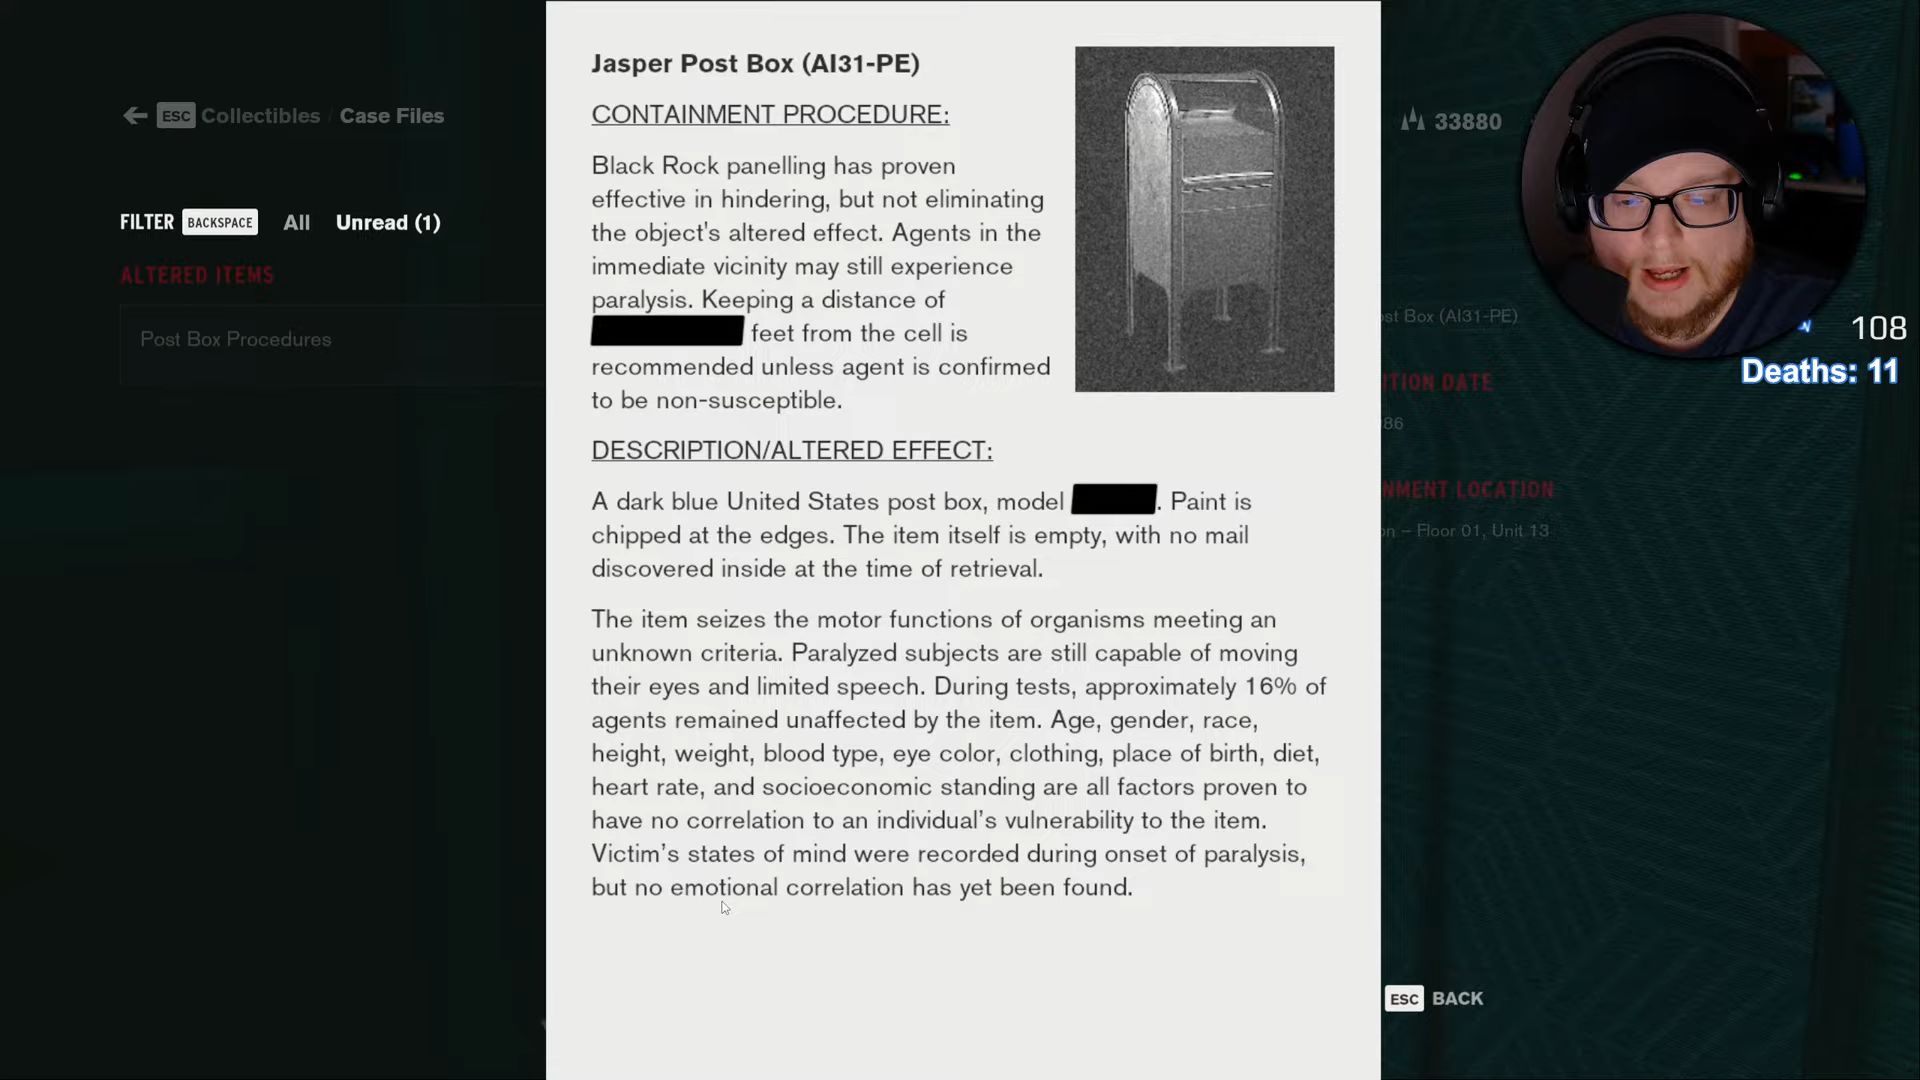 Jasper Post Box (AI31-PE)
CONTAINMENT PROCEDURE:
Black Rock panelling has proven
effective in hindering, but not eliminating
the object's altered effect. Agents in the
immediate vicinity may still experience
paralysis. Keeping a distance of
feet from the cell is
recommended unless agent is confirmed
to be non-susceptible.
DESCRIPTION/ALTERED EFFECT:
A dark blue United States post box, model . Paint is
chipped at the edges. The item itself is empty, with no mail
discovered inside at the time of retrieval.
The item seizes the motor functions of organisms meeting an
unknown criteria. Paralyzed subjects are still capable of moving
their eyes and limited speech. During tests, approximately 16% of
agents remained unaffected by the item. Age, gender, race,
height, weight, blood type, eye color, clothing, place of birth, diet,
heart rate, and socioeconomic standing are all factors proven to
have no correlation to an individual's vulnerability to the item.
Victim's states of mind were recorded during onset of paralysis,
but no emotional correlation has yet been found.
ESC Collectibles / Case Files
FILTER BACKSPACE All Unread (1)
ALTERED ITEMS
Post Box Procedures
33880
st Box (AI31-PE)
108
Deaths: 11
ITION DATE
86
NMENT LOCATION
n – Floor 01, Unit 13
ESC BACK